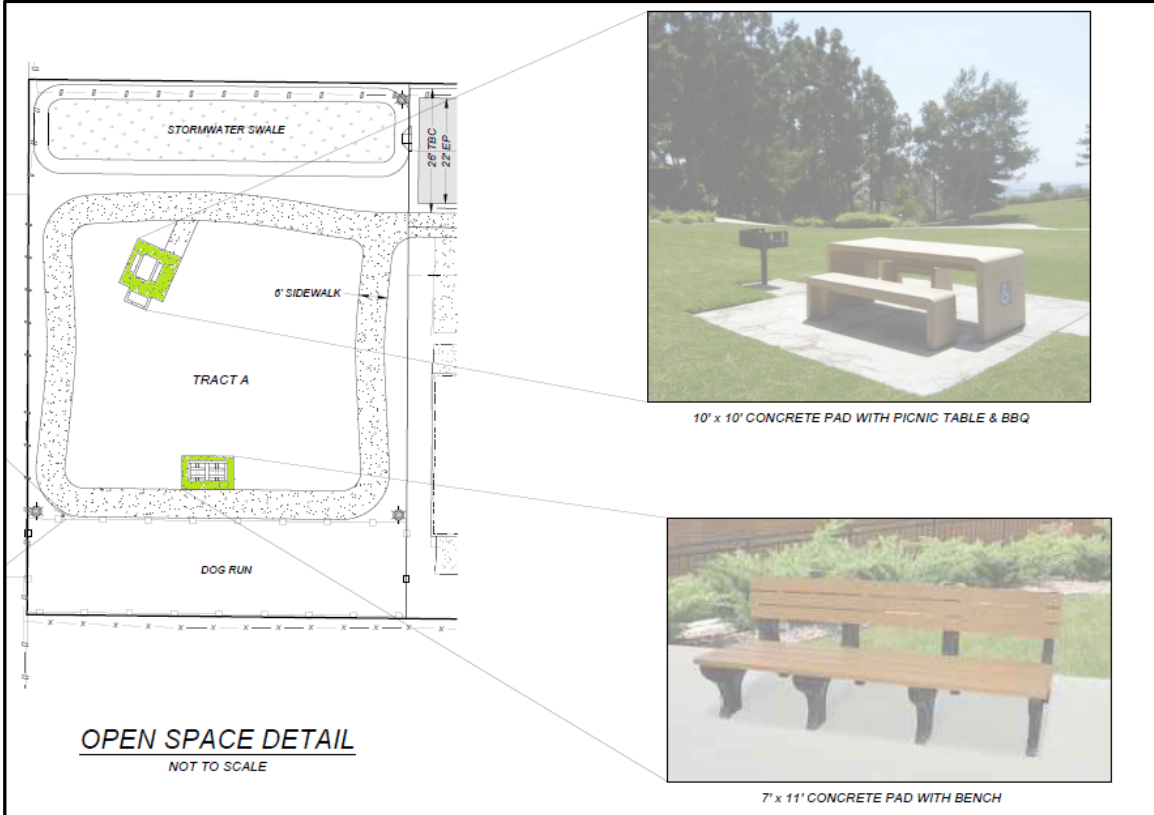 STORMWATER SWALE
26' TBC
22' EP
6' SIDEWALK
TRACT A
10' x 10' CONCRETE PAD WITH PICNIC TABLE & BBQ
DOG RUN
OPEN SPACE DETAIL
NOT TO SCALE
7' x 11' CONCRETE PAD WITH BENCH